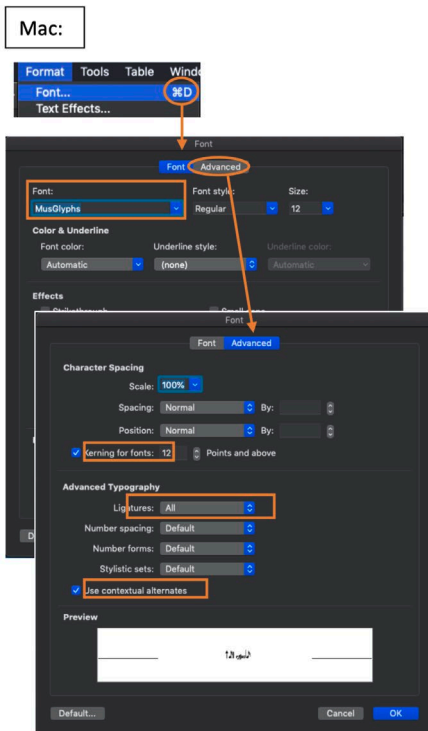 Mac:
Format Tools Table
Font... ⌘D
Text Effects...
Font
Font Advanced
Font: Font style: Size:
MusGlyphs Regular 12
Color & Underline
Font color: Underline style: Underline color:
Automatic (none) Automatic
Effects
Font
Font Advanced
Character Spacing
Scale: 100%
Spacing: Normal By:
Position: Normal By:
Kerning for fonts: 12 Points and above
Advanced Typography
Ligatures: All
Number spacing: Default
Number forms: Default
Stylistic sets: Default
Use contextual alternates
Preview
Default... Cancel OK